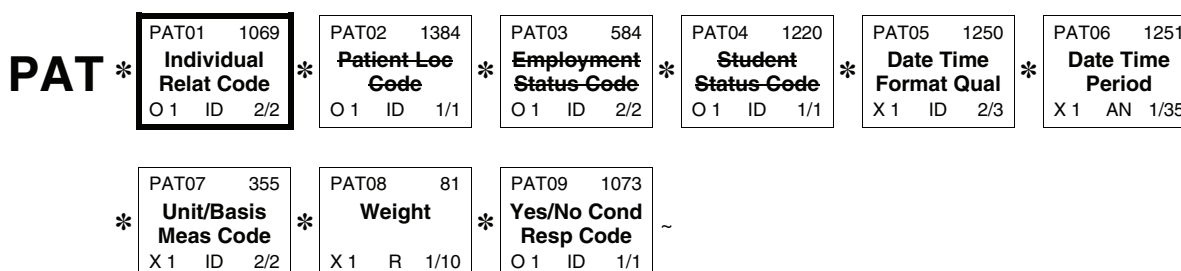 PAT * PAT01 1069 * PAT02 1384 * PAT03 584 * PAT04 1220 * PAT05 1250 * PAT06 1251
Individual Patient Loc Employment Student Date Time Date Time
Relat Code Code Status Code Status Code Format Qual Period
O 1 ID 2/2 O 1 ID 1/1 O 1 ID 2/2 O 1 ID 1/1 X 1 ID 2/3 X 1 AN 1/35
* PAT07 355 * PAT08 81 * PAT09 1073 ~
Unit/Basis Weight Yes/No Cond
Meas Code Resp Code
X 1 ID 2/2 X 1 R 1/10 O 1 ID 1/1